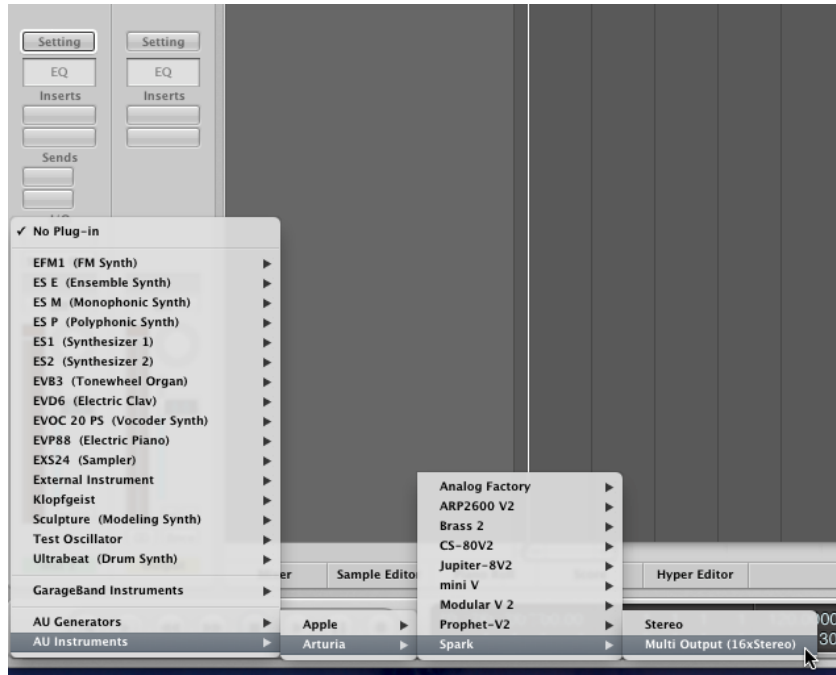 Setting
Setting
EQ
EQ
Inserts
Inserts
Sends
✓ No Plug-in
EFM1 (FM Synth)
ES E (Ensemble Synth)
ES M (Monophonic Synth)
ES P (Polyphonic Synth)
ES1 (Synthesizer 1)
ES2 (Synthesizer 2)
EVB3 (Tonewheel Organ)
EVD6 (Electric Clav)
EVOC 20 PS (Vocoder Synth)
EVP88 (Electric Piano)
EXS24 (Sampler)
External Instrument
Klopfgeist
Sculpture (Modeling Synth)
Test Oscillator
Ultrabeat (Drum Synth)
GarageBand Instruments
AU Generators
AU Instruments
Apple
Arturia
Analog Factory
ARP2600 V2
Brass 2
CS-80V2
Jupiter-8V2
mini V
Modular V 2
Prophet-V2
Spark
Stereo
Multi Output (16xStereo)
Sample Edito
Hyper Editor